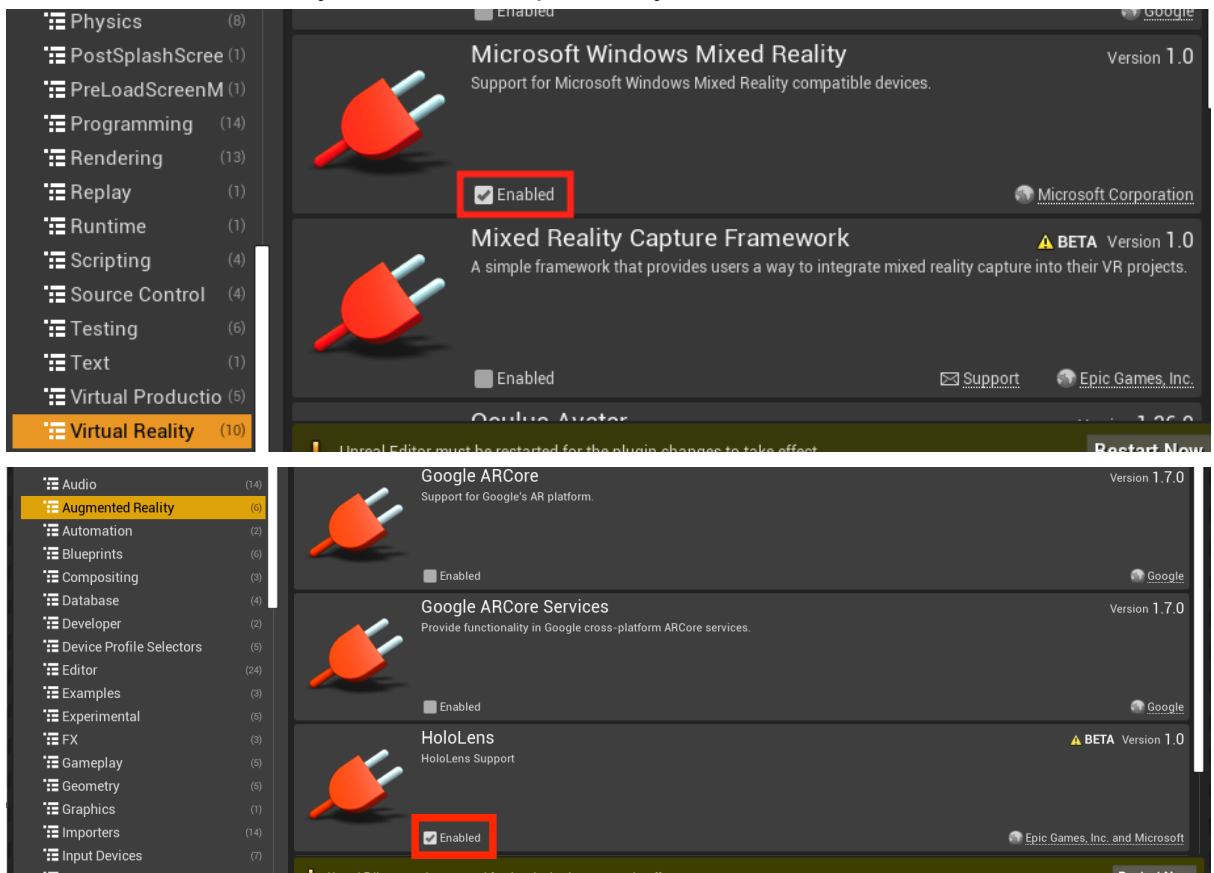 Physics (8)
Enabled Google
PostSplashScree (1)
PreLoadScreenM (1)
Programming (14)
Rendering (13)
Replay (1)
Runtime (1)
Scripting (4)
Source Control (4)
Testing (6)
Text (1)
Virtual Productio (5)
Virtual Reality (10)
Microsoft Windows Mixed Reality Version 1.0
Support for Microsoft Windows Mixed Reality compatible devices.
Enabled Microsoft Corporation
Mixed Reality Capture Framework BETA Version 1.0
A simple framework that provides users a way to integrate mixed reality capture into their VR projects.
Enabled Support Epic Games, Inc.
Oculus Avatar
Unreal Editor must be restarted for the plugin changes to take effect Restart Now
Audio (14)
Augmented Reality (6)
Automation (2)
Blueprints (6)
Compositing (3)
Database (4)
Developer (2)
Device Profile Selectors (5)
Editor (24)
Examples (3)
Experimental (5)
FX (3)
Gameplay (5)
Geometry (5)
Graphics (1)
Importers (14)
Input Devices (7)
Google ARCore Version 1.7.0
Support for Google's AR platform.
Enabled Google
Google ARCore Services Version 1.7.0
Provide functionality in Google cross-platform ARCore services.
Enabled Google
HoloLens BETA Version 1.0
HoloLens Support
Enabled Epic Games, Inc. and Microsoft